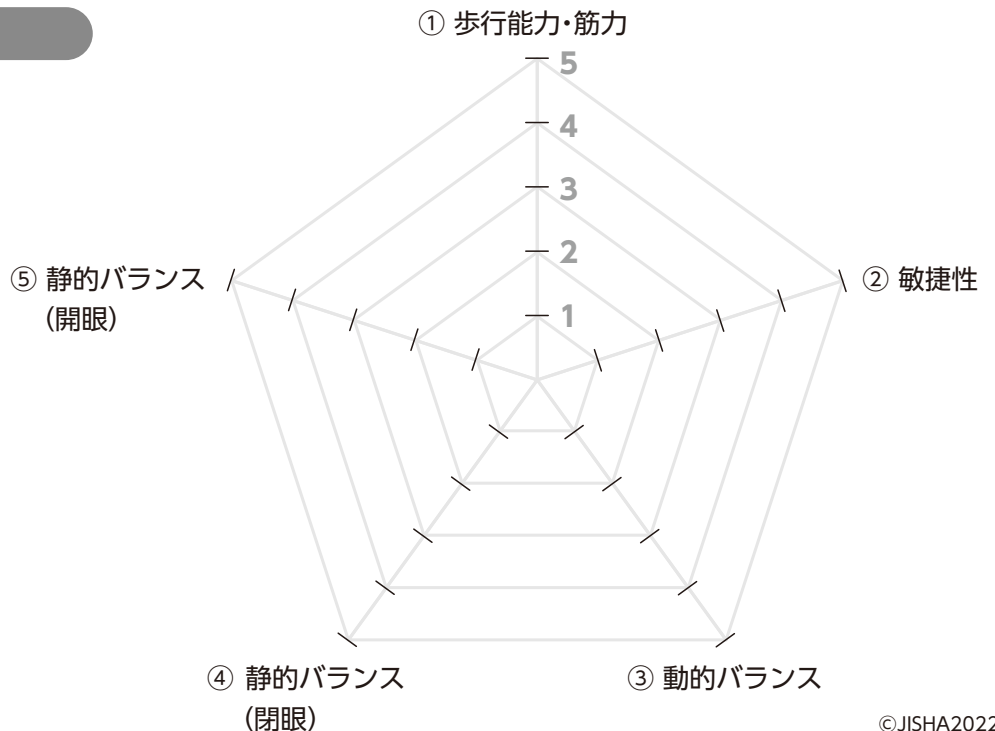 ① 歩行能力・筋力
5
4
3
2
1
⑤ 静的バランス
（開眼）
② 敏捷性
④ 静的バランス
（閉眼）
③ 動的バランス
©JISHA2022